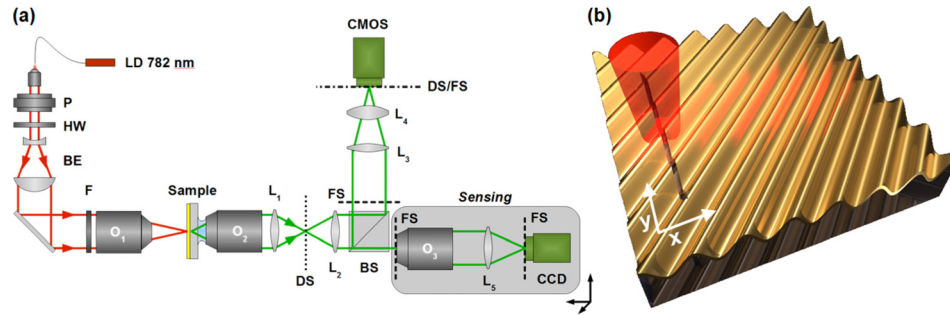 (a)
CMOS
(b)
LD 782 nm
DS/FS
P
HW
L4
BE
L3
Sample
L1
FS
Sensing
F
FS
FS
O1
O2
O3
L2
BS
L5
CCD
DS
y
x